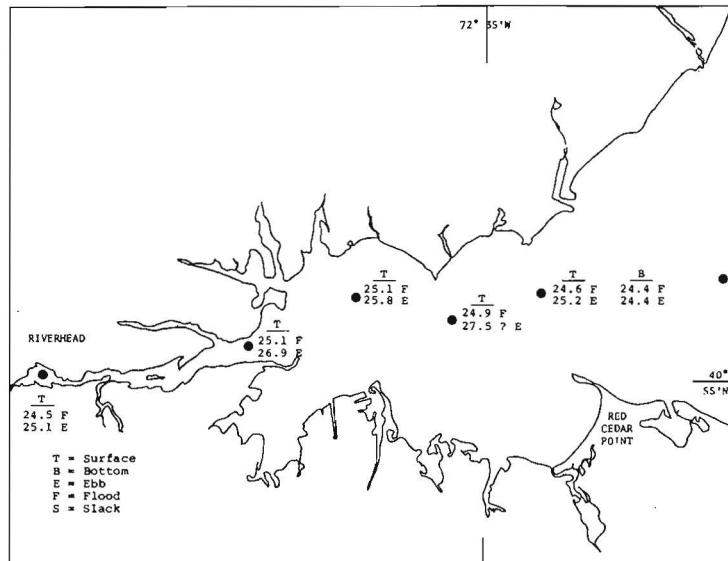 72° 35'W
T
25.1 F
25.8 E
T
24.9 F
27.5 ? E
T B
24.6 F 24.4 F
25.2 E 24.4 E
RIVERHEAD
T
25.1 F
26.9 E
T
24.5 F
25.1 E
40°
55'N
RED
CEDAR
POINT
T = Surface
B = Bottom
E = Ebb
F = Flood
S = Slack